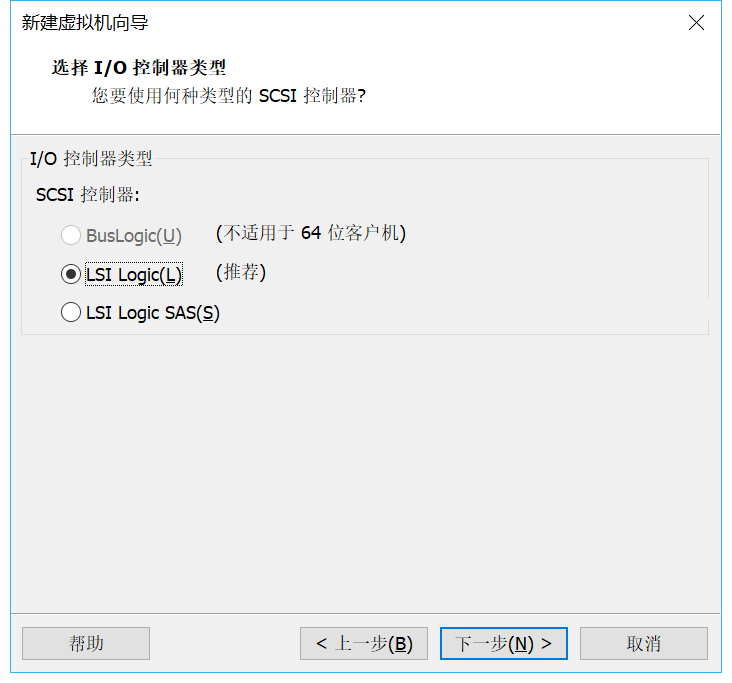 新建虚拟机向导
选择 I/O 控制器类型
您要使用何种类型的 SCSI 控制器?
I/O 控制器类型
SCSI 控制器:
BusLogic(U) (不适用于 64 位客户机)
LSI Logic(L) (推荐)
LSI Logic SAS(S)
帮助 < 上一步(B) 下一步(N) > 取消